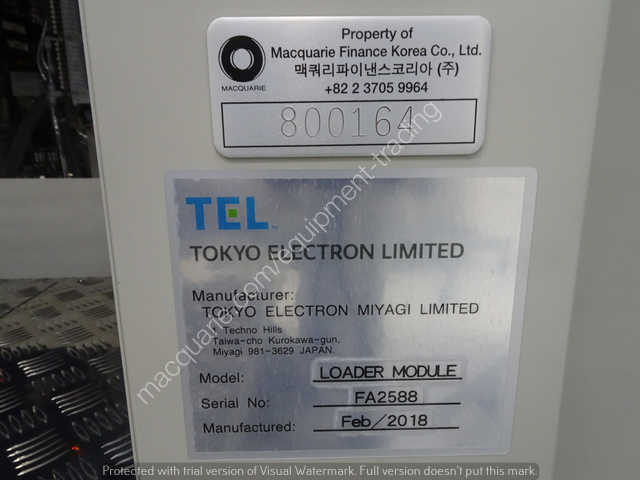 Property of
Macquarie Finance Korea Co., Ltd.
맥쿼리파이낸스코리아 (주)
+82 2 3705 9964
MACQUARIE
800164
TEL
TOKYO ELECTRON LIMITED
Manufacturer:
TOKYO ELECTRON MIYAGI LIMITED
1 Techno Hills
Taiwa-cho Kurokawa-gun,
Miyagi 981-3629 JAPAN.
Model: LOADER MODULE
Serial No: FA2588
Manufactured: Feb/2018
macquarie.com/equipment-trading
Protected with trial version of Visual Watermark. Full version doesn't put this mark.